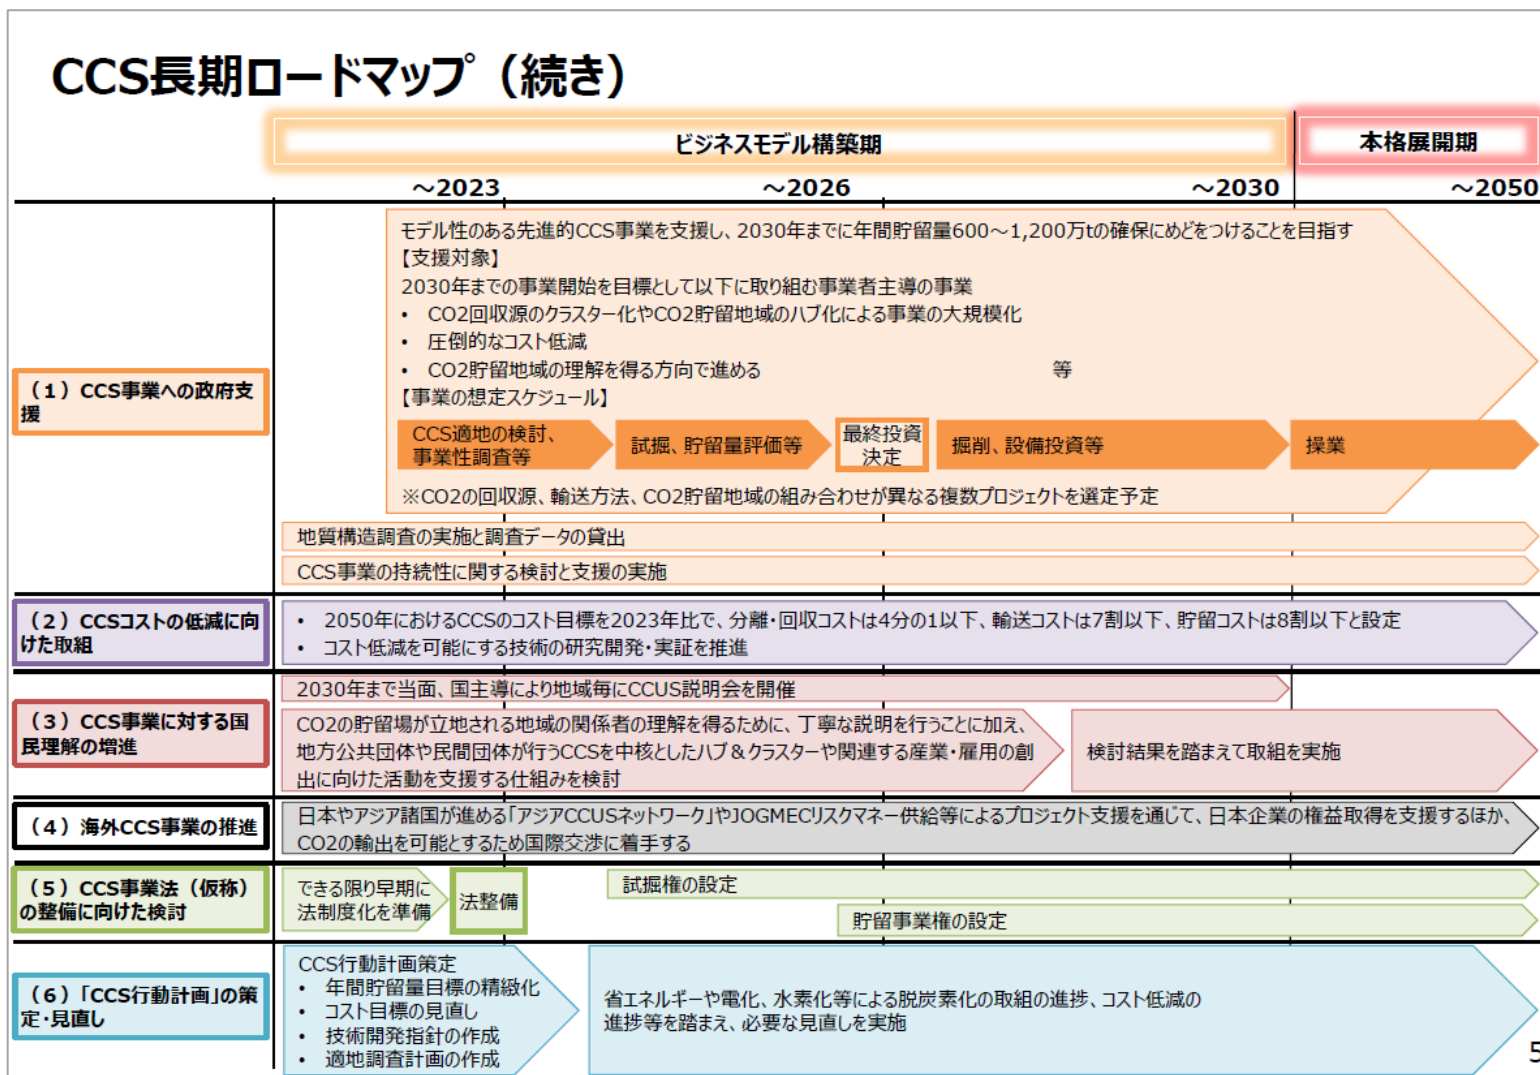 CCS長期ロードマップ（続き）
ビジネスモデル構築期
本格展開期
～2023
～2026
～2030
～2050
（1）CCS事業への政府支
援
モデル性のある先進的CCS事業を支援し、2030年までに年間貯留量600～1,200万tの確保にめどをつけることを目指す
【支援対象】
2030年までの事業開始を目標として以下に取り組む事業者主導の事業
• CO2回収源のクラスター化やCO2貯留地域のハブ化による事業の大規模化
• 圧倒的なコスト低減
• CO2貯留地域の理解を得る方向で進める 等
【事業の想定スケジュール】
CCS適地の検討、
事業性調査等
試掘、貯留量評価等
最終投資
決定
掘削、設備投資等
操業
※CO2の回収源、輸送方法、CO2貯留地域の組み合わせが異なる複数プロジェクトを選定予定
地質構造調査の実施と調査データの貸出
CCS事業の持続性に関する検討と支援の実施
（2）CCSコストの低減に向
けた取組
• 2050年におけるCCSのコスト目標を2023年比で、分離・回収コストは4分の1以下、輸送コストは7割以下、貯留コストは8割以下と設定
• コスト低減を可能にする技術の研究開発・実証を推進
（3）CCS事業に対する国
民理解の増進
2030年まで当面、国主導により地域毎にCCUS説明会を開催
CO2の貯留場が立地される地域の関係者の理解を得るために、丁寧な説明を行うことに加え、
地方公共団体や民間団体が行うCCSを中核としたハブ＆クラスターや関連する産業・雇用の創
出に向けた活動を支援する仕組みを検討
検討結果を踏まえて取組を実施
（4）海外CCS事業の推進
日本やアジア諸国が進める「アジアCCUSネットワーク」やJOGMECリスクマネー供給等によるプロジェクト支援を通じて、日本企業の権益取得を支援するほか、
CO2の輸出を可能とするため国際交渉に着手する
（5）CCS事業法（仮称）
の整備に向けた検討
できる限り早期に
法制度化を準備
法整備
試掘権の設定
貯留事業権の設定
（6）「CCS行動計画」の策
定・見直し
CCS行動計画策定
• 年間貯留量目標の精緻化
• コスト目標の見直し
• 技術開発指針の作成
• 適地調査計画の作成
省エネルギーや電化、水素化等による脱炭素化の取組の進捗、コスト低減の
進捗等を踏まえ、必要な見直しを実施
5